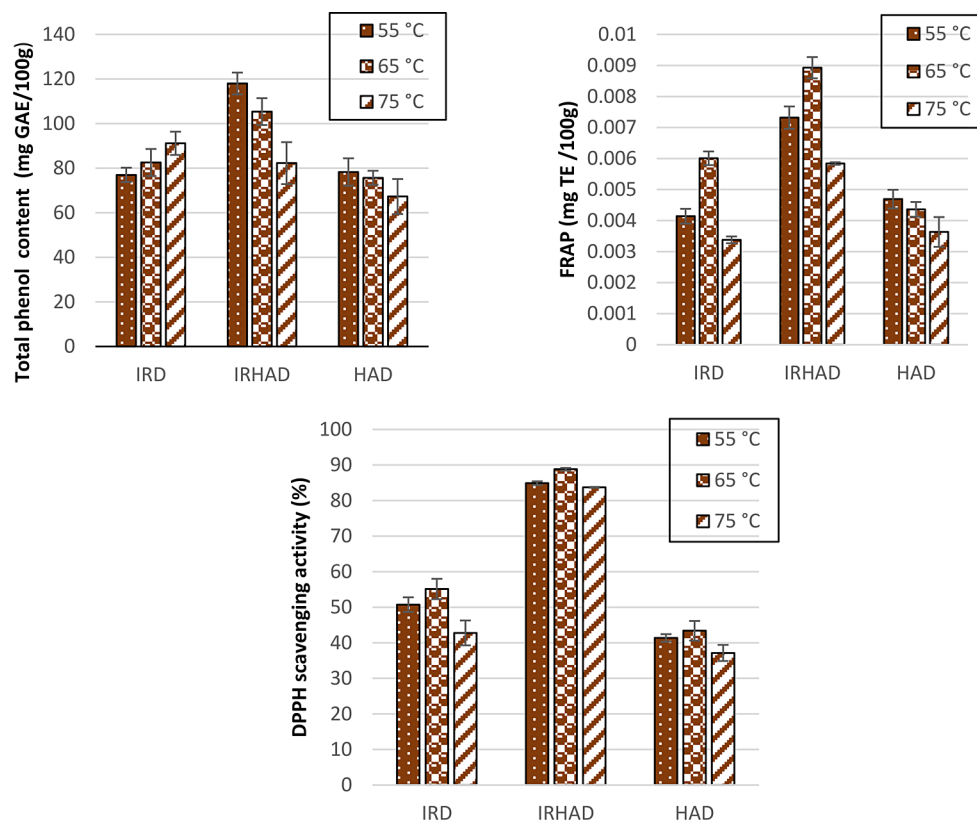 Total phenol content (mg GAE/100g)
140
120
100
80
60
40
20
0
IRD IRHAD HAD
55 °C
65 °C
75 °C
FRAP (mg TE /100g)
0.01
0.009
0.008
0.007
0.006
0.005
0.004
0.003
0.002
0.001
0
IRD IRHAD HAD
55 °C
65 °C
75 °C
DPPH scavenging activity (%)
100
90
80
70
60
50
40
30
20
10
0
IRD IRHAD HAD
55 °C
65 °C
75 °C